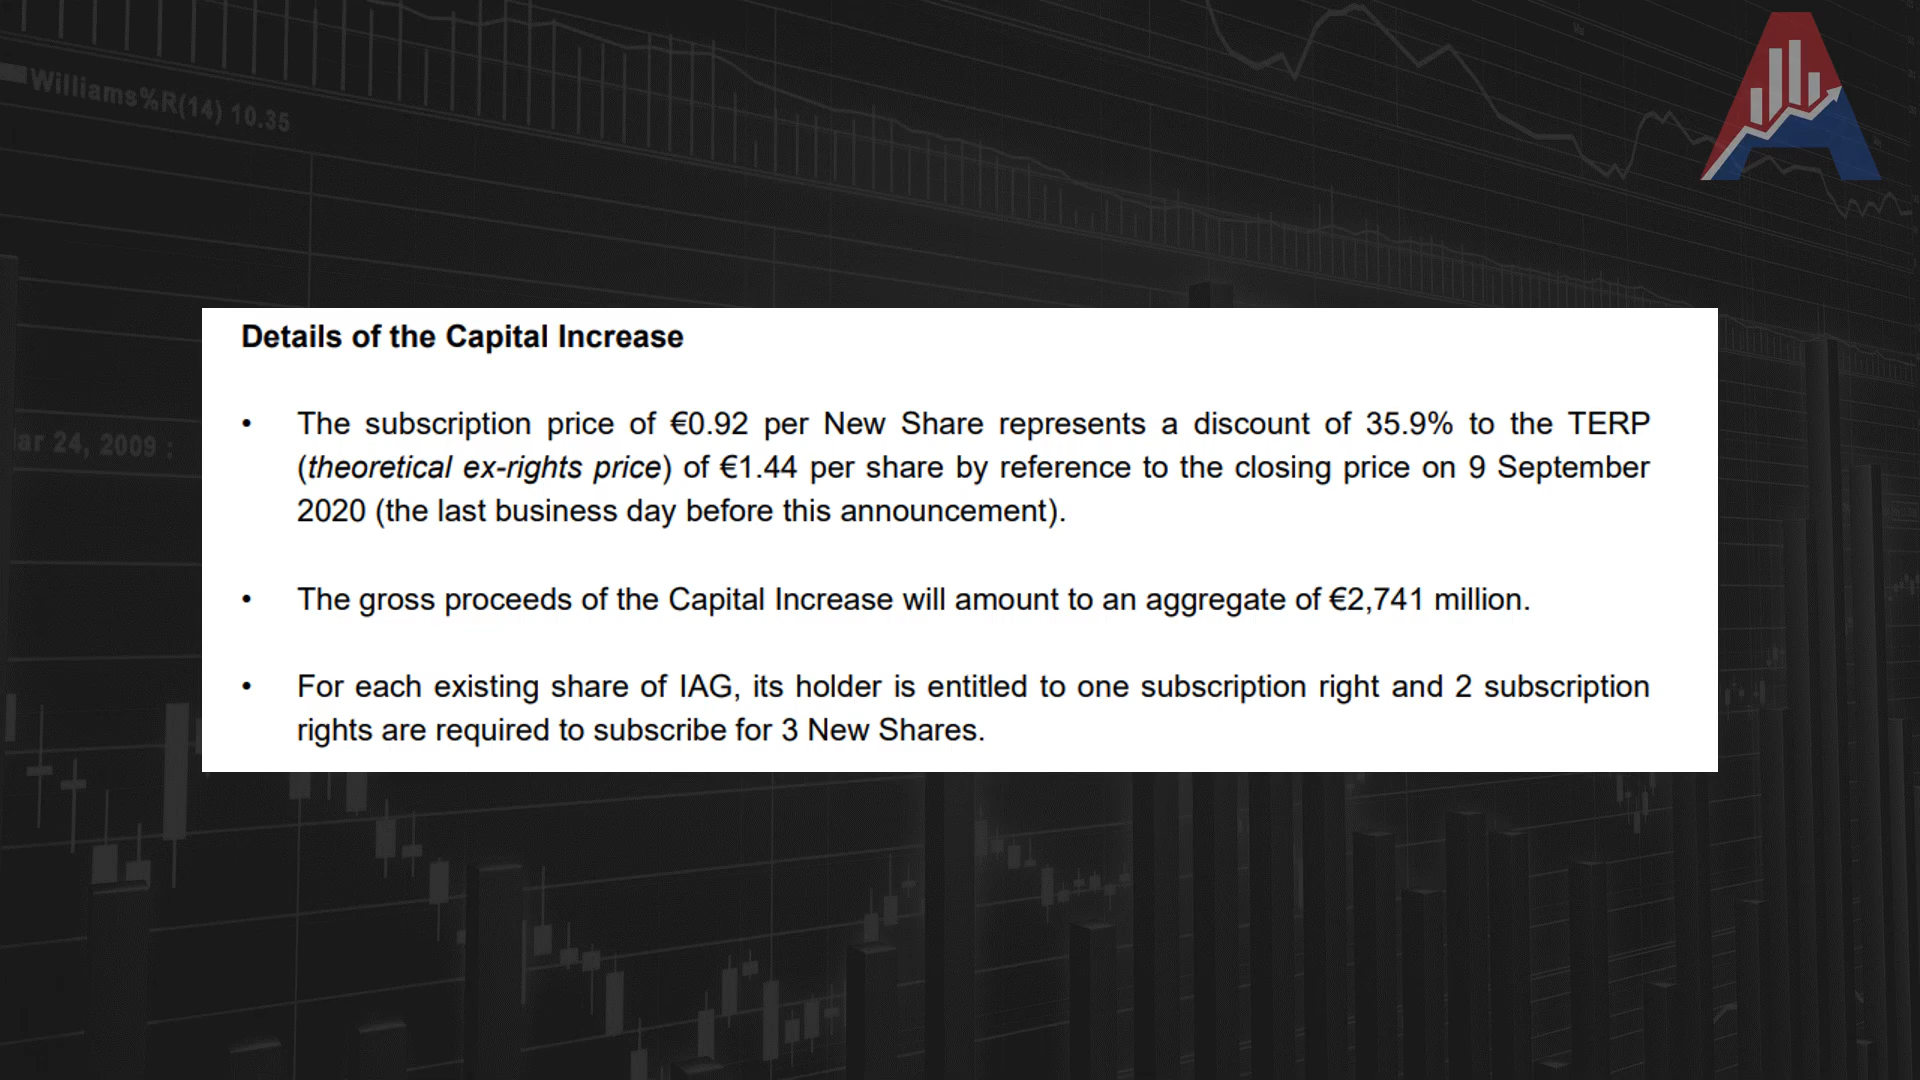 Williams%R(14) 10.35
ar 24, 2009 :
Details of the Capital Increase
• The subscription price of €0.92 per New Share represents a discount of 35.9% to the TERP
(theoretical ex-rights price) of €1.44 per share by reference to the closing price on 9 September
2020 (the last business day before this announcement).
• The gross proceeds of the Capital Increase will amount to an aggregate of €2,741 million.
• For each existing share of IAG, its holder is entitled to one subscription right and 2 subscription
rights are required to subscribe for 3 New Shares.